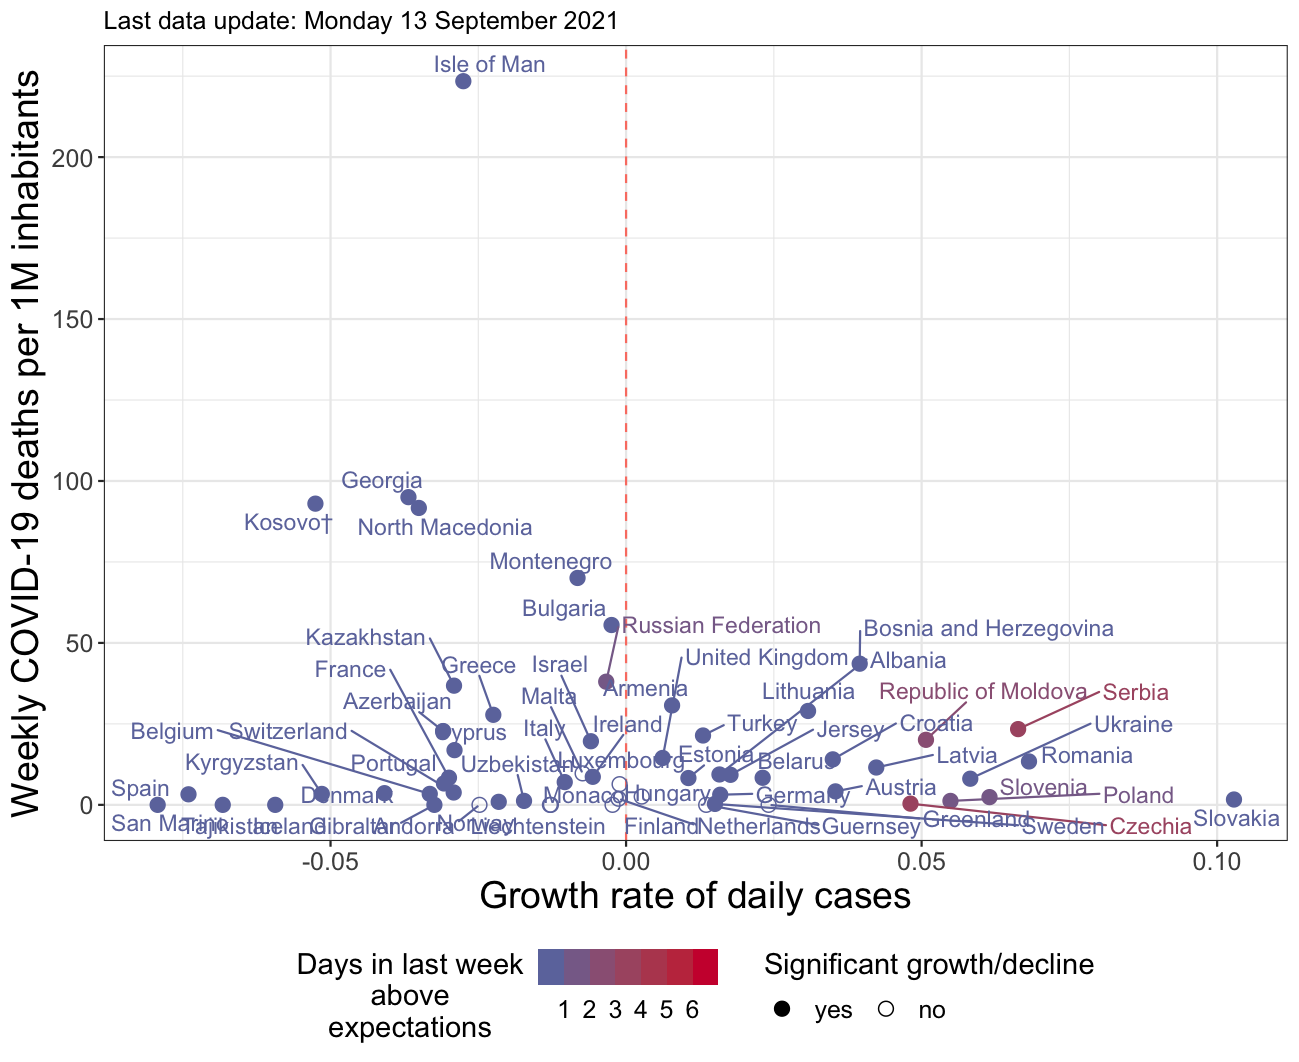 Last data update: Monday 13 September 2021
Weekly COVID-19 deaths per 1M inhabitants
200
150
100
50
0
Isle of Man
Georgia
Kosovo†
North Macedonia
Montenegro
Bulgaria
Russian Federation
Bosnia and Herzegovina
Kazakhstan
United Kingdom
Albania
France
Greece
Israel
Azerbaijan
Malta
Armenia
Lithuania
Republic of Moldova
Serbia
Belgium
Switzerland
Cyprus
Italy
Ireland
Turkey
Jersey
Croatia
Ukraine
Kyrgyzstan
Portugal
Uzbekistan
Luxembourg
Estonia
Belarus
Latvia
Romania
Spain
Denmark
Monaco
Hungary
Germany
Austria
Slovenia
Poland
San Marino
Tajikistan
Iceland
Gibraltar
Andorra
Norway
Liechtenstein
Finland
Netherlands
Guernsey
Greenland
Sweden
Czechia
Slovakia
-0.05
0.00
0.05
0.10
Growth rate of daily cases
Days in last week
above
expectations
1 2 3 4 5 6
Significant growth/decline
yes
no